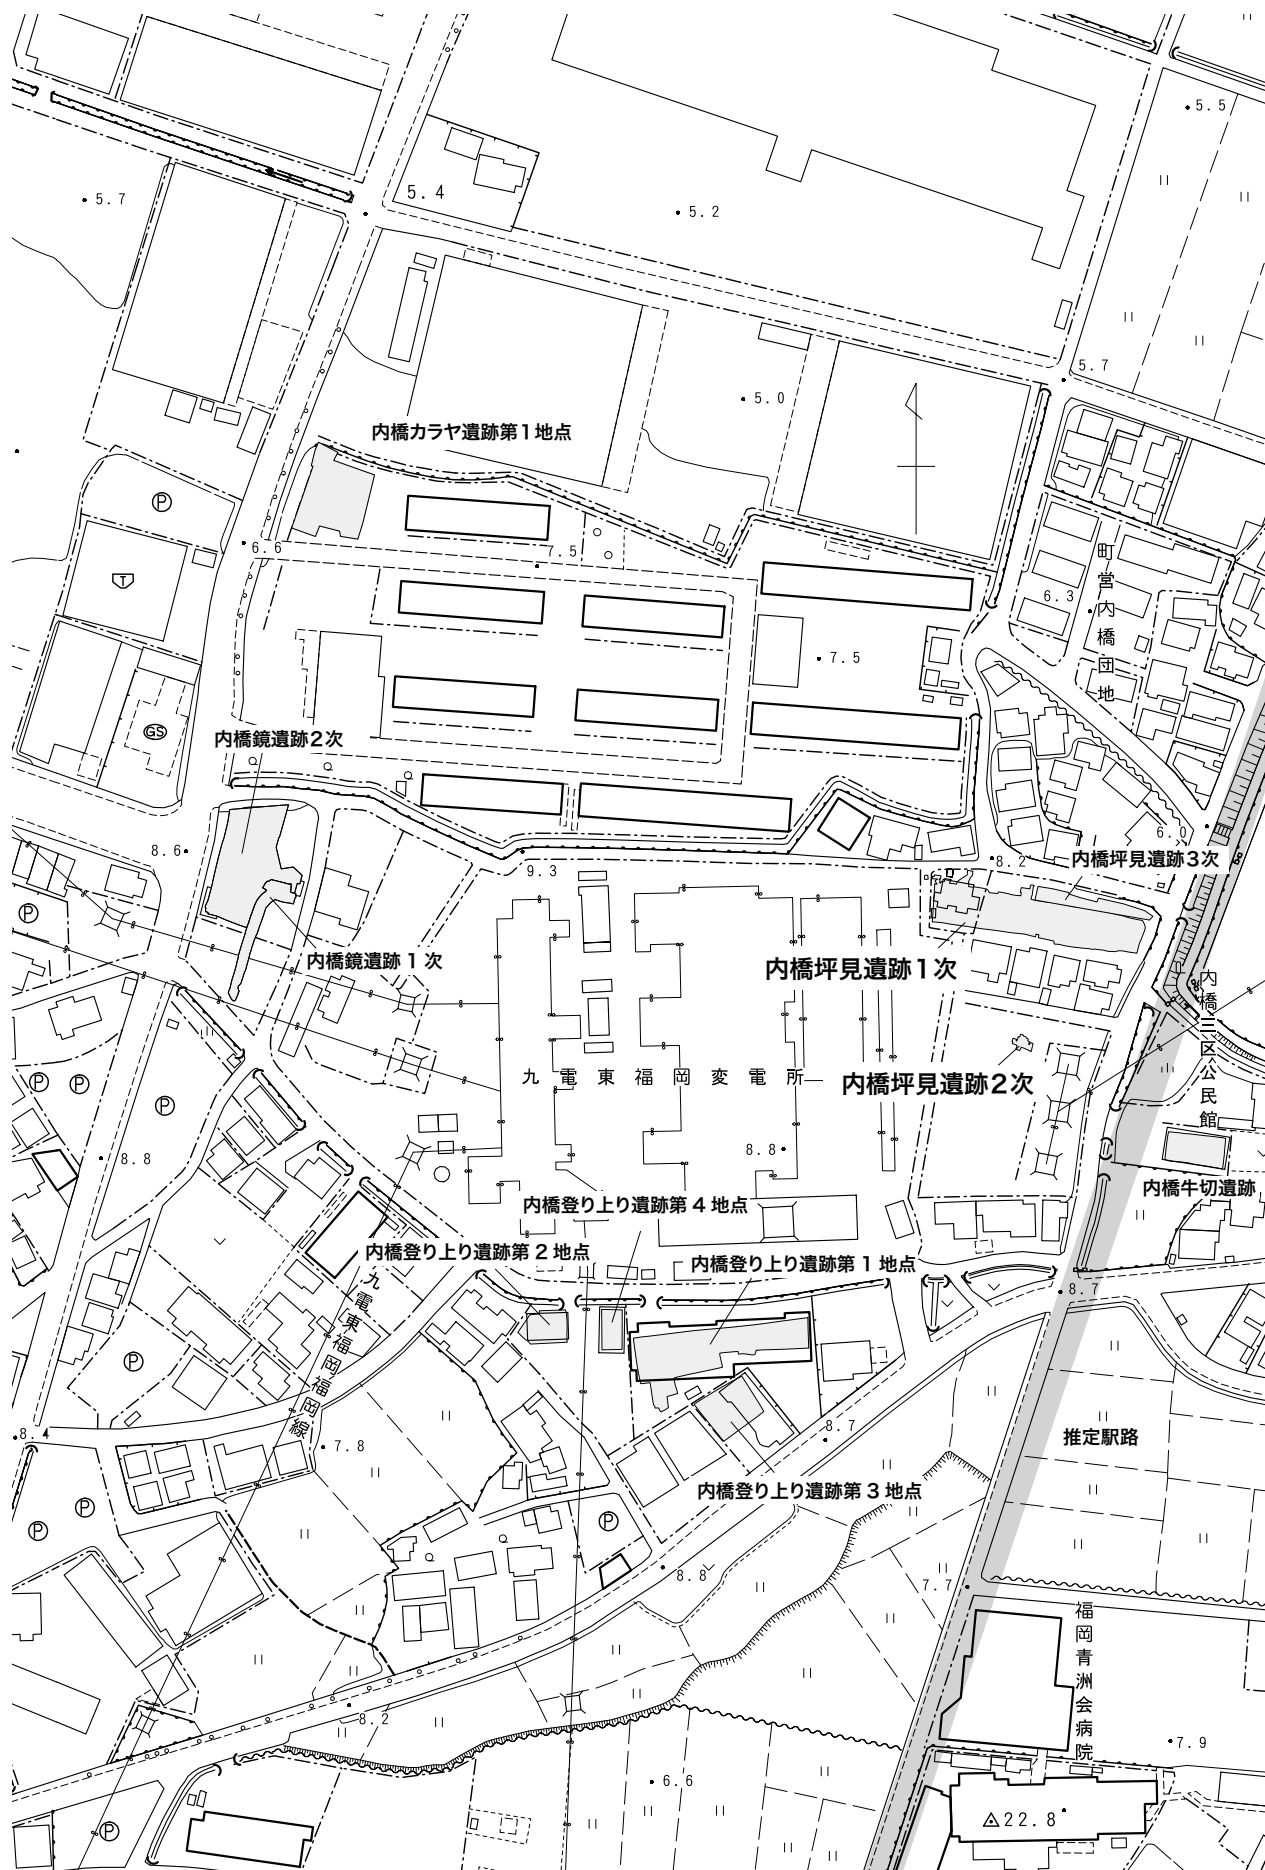 5.5
5.7
5.4
5.2
5.7
5.0
内橋カラヤ遺跡第1地点
P
6.6
7.5
町営内橋団地
T
6.3
7.5
GS
内橋鏡遺跡2次
6.0
8.6
8.2
内橋坪見遺跡3次
9.3
P
内橋鏡遺跡1次
内橋坪見遺跡1次
内橋三区公民館
九電東福岡変電所
内橋坪見遺跡2次
P
P
P
8.8
8.8
内橋牛切遺跡
内橋登り上り遺跡第4地点
内橋登り上り遺跡第2地点
内橋登り上り遺跡第1地点
九電東福岡福岡線
8.7
P
8.4
7.8
8.7
推定駅路
内橋登り上り遺跡第3地点
P
P
P
8.8
7.7
福岡青洲会病院
8.2
7.9
6.6
P
22.8